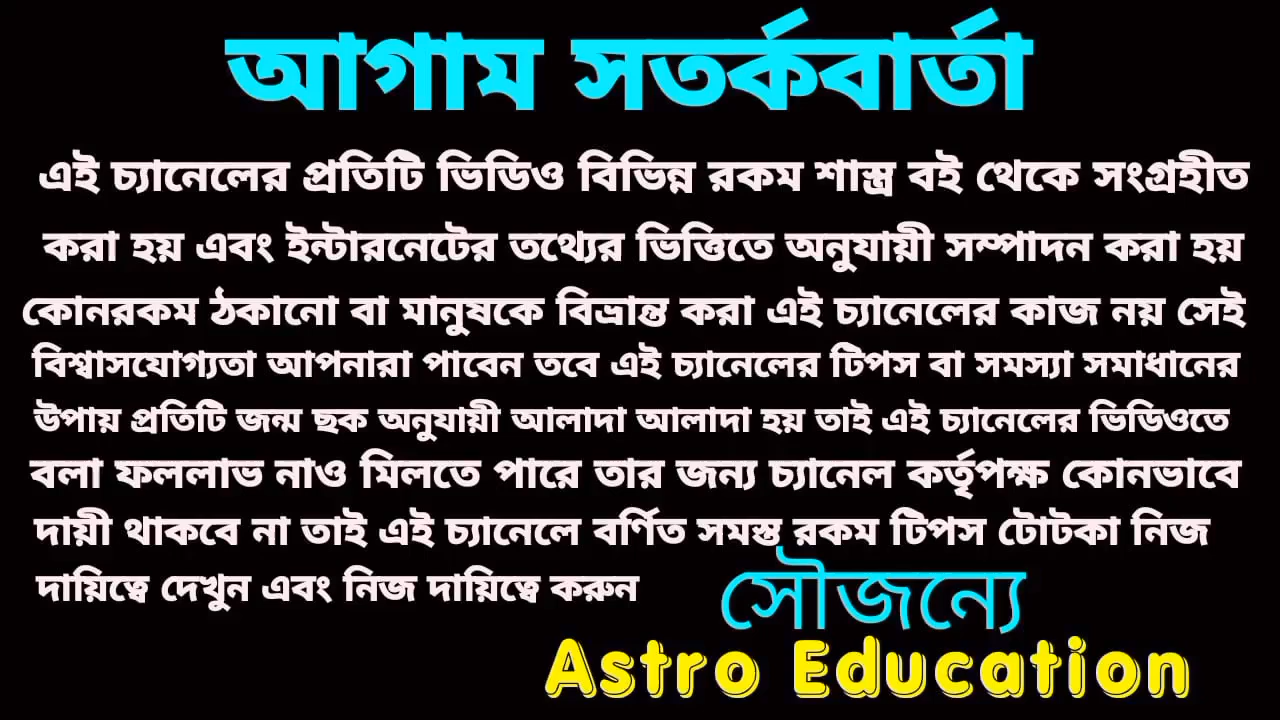 আগাম সতর্কবার্তা
এই চ্যানেলের প্রতিটি ভিডিও বিভিন্ন রকম শাস্ত্র বই থেকে সংগ্রহীত
করা হয় এবং ইন্টারনেটের তথ্যের ভিত্তিতে অনুযায়ী সম্পাদন করা হয়
কোনরকম ঠকানো বা মানুষকে বিভ্রান্ত করা এই চ্যানেলের কাজ নয় সেই
বিশ্বাসযোগ্যতা আপনারা পাবেন তবে এই চ্যানেলের টিপস বা সমস্যা সমাধানের
উপায় প্রতিটি জন্ম ছক অনুযায়ী আলাদা আলাদা হয় তাই এই চ্যানেলের ভিডিওতে
বলা ফললাভ নাও মিলতে পারে তার জন্য চ্যানেল কর্তৃপক্ষ কোনভাবে
দায়ী থাকবে না তাই এই চ্যানেলে বর্ণিত সমস্ত রকম টিপস টোটকা নিজ
দায়িত্বে দেখুন এবং নিজ দায়িত্বে করুন
সৌজন্যে
Astro Education